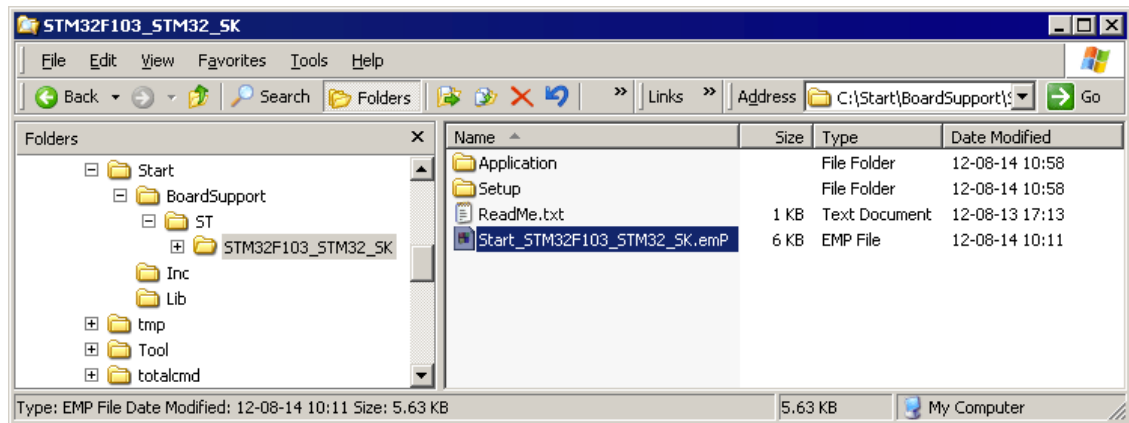 STM32F103_STM32_SK
File Edit View Favorites Tools Help
Back Search Folders » Links » Address C:\Start\BoardSupport\ Go
Folders x Name Size Type Date Modified
Start
BoardSupport
ST
STM32F103_STM32_SK
Inc
Lib
tmp
Tool
totalcmd
Application File Folder 12-08-14 10:58
Setup File Folder 12-08-14 10:58
ReadMe.txt 1 KB Text Document 12-08-13 17:13
Start_STM32F103_STM32_SK.emP 6 KB EMP File 12-08-14 10:11
Type: EMP File Date Modified: 12-08-14 10:11 Size: 5.63 KB 5.63 KB My Computer